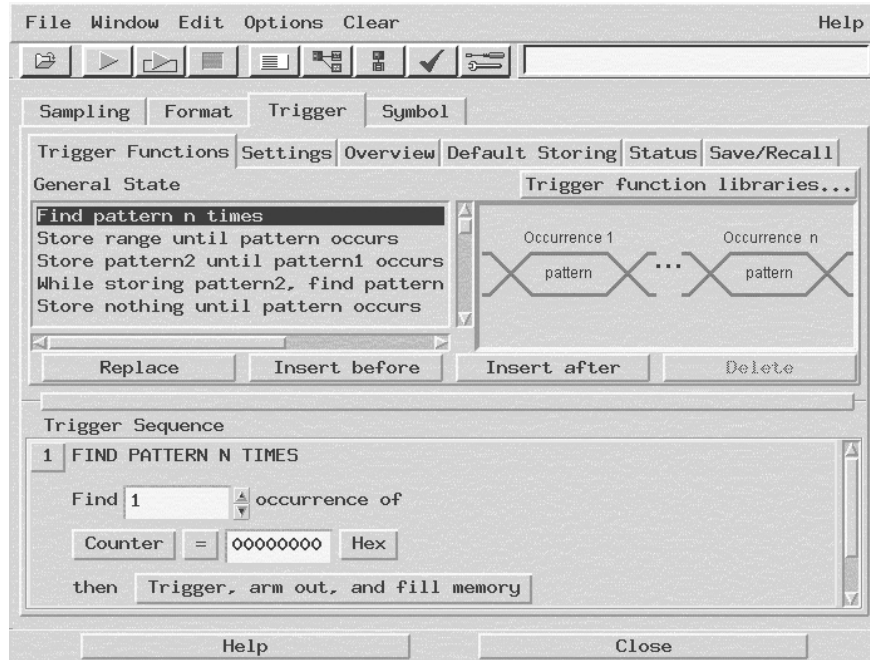 File Window Edit Options Clear Help
Sampling Format Trigger Symbol
Trigger Functions Settings Overview Default Storing Status Save/Recall
General State Trigger function libraries...
Find pattern n times
Store range until pattern occurs
Store pattern2 until pattern1 occurs
While storing pattern2, find pattern
Store nothing until pattern occurs
Occurrence 1 Occurrence n
pattern ... pattern
Replace Insert before Insert after Delete
Trigger Sequence
1 FIND PATTERN N TIMES
Find 1 occurrence of
Counter = 00000000 Hex
then Trigger, arm out, and fill memory
Help Close